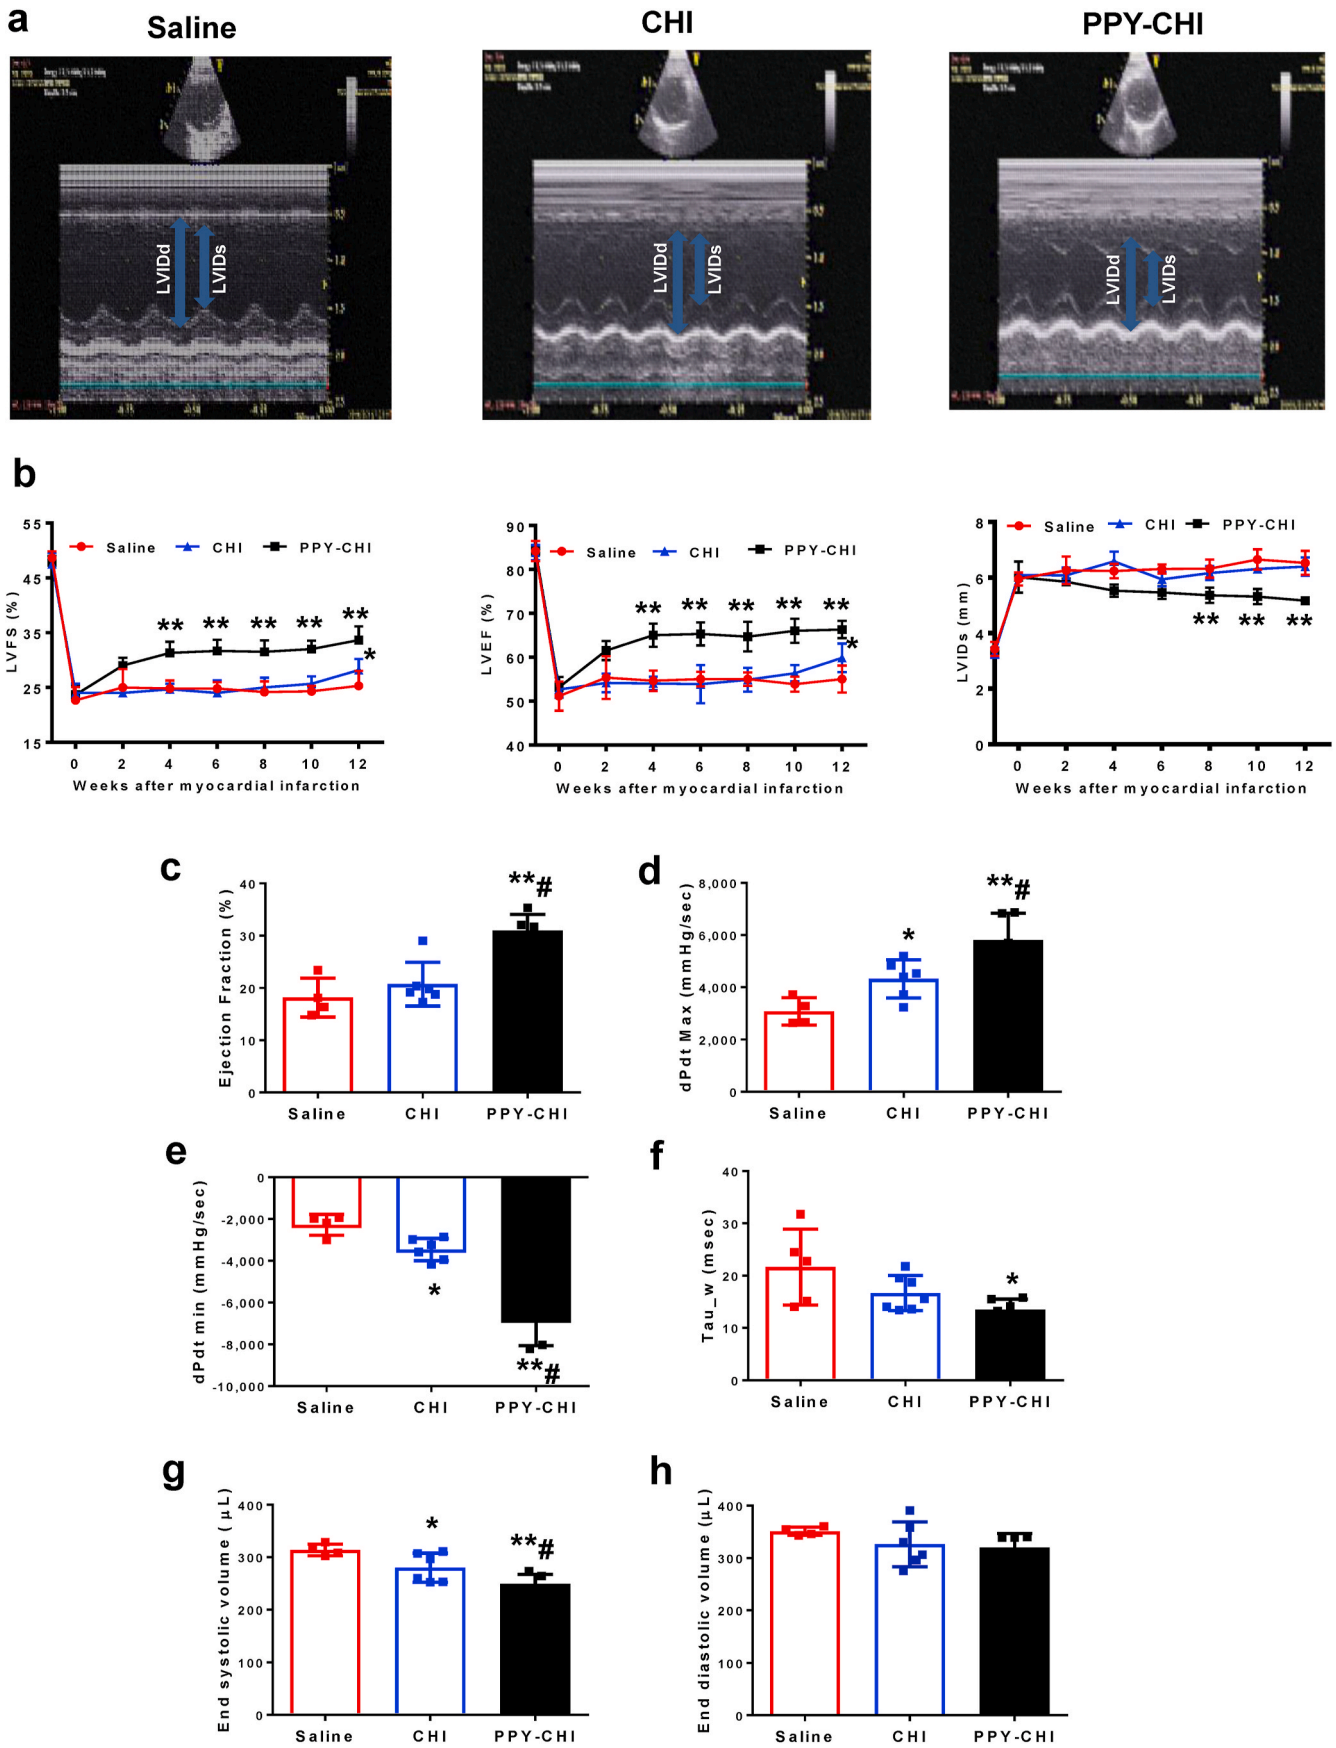 a
Saline
CHI
PPY-CHI
LVIDd
LVIDs
LVIDd
LVIDs
LVIDd
LVIDs
b
55
45
35
25
15
LVFS (%)
Saline
CHI
PPY-CHI
** ** ** ** **
*
0 2 4 6 8 10 12
Weeks after myocardial infarction
90
80
70
60
50
40
LVEF (%)
Saline
CHI
PPY-CHI
** ** ** ** **
*
0 2 4 6 8 10 12
Weeks after myocardial infarction
8
6
4
2
0
LVIDs (mm)
Saline
CHI
PPY-CHI
** ** **
0 2 4 6 8 10 12
Weeks after myocardial infarction
c
Ejection Fraction (%)
40
30
20
10
0
**#
Saline CHI PPY-CHI
d
dPdt Max (mmHg/sec)
8,000
6,000
4,000
2,000
0
*
**#
Saline CHI PPY-CHI
e
dPdt min (mmHg/sec)
0
-2,000
-4,000
-6,000
-8,000
-10,000
*
**#
Saline CHI PPY-CHI
f
Tau_w (msec)
40
30
20
10
0
*
Saline CHI PPY-CHI
g
End systolic volume (μL)
400
300
200
100
0
*
**#
Saline CHI PPY-CHI
h
End diastolic volume (μL)
400
300
200
100
0
Saline CHI PPY-CHI